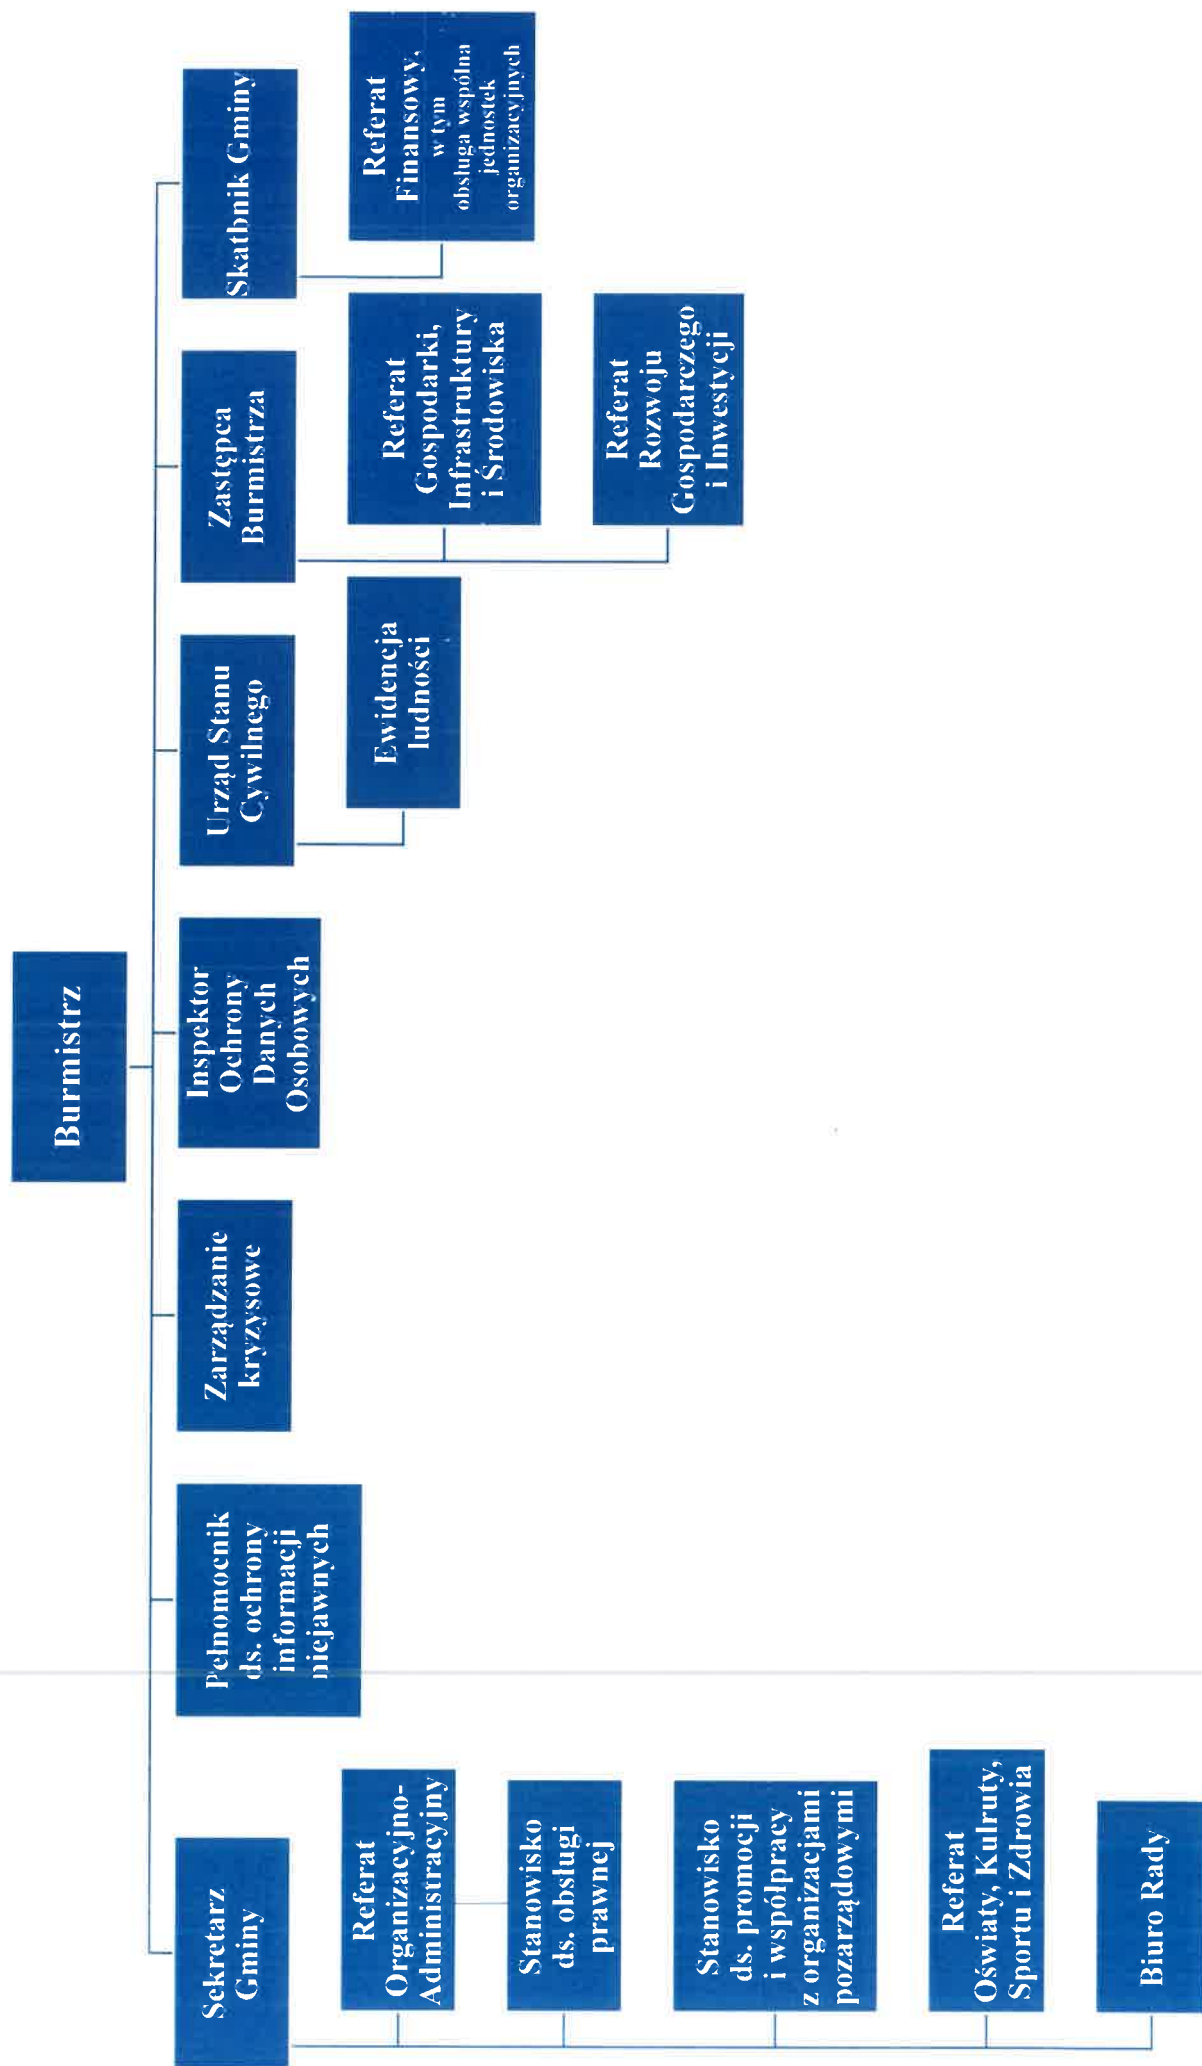 Burmistrz
Sekretarz
Gminy
Referat
Organizacyjno-
Administracyjny
Stanowisko
ds. obsługi
prawnej
Stanowisko
ds. promocji
i współpracy
z organizacjami
pozarządowymi
Referat
Oświaty, Kulruty,
Sportu i Zdrowia
Biuro Rady
Pełnomocnik
ds. ochrony
informacji
niejawnych
Zarządzanie
kryzysowe
Inspektor
Ochrony
Danych
Osobowych
Urząd Stanu
Cywilnego
Ewidencja
ludności
Zastępca
Burmistrza
Referat
Gospodarki,
Infrastruktury
i Środowiska
Referat
Rozwoju
Gospodarczego
i Inwestycji
Skatbnik Gminy
Referat
Finansowy,
w tym
obsługa wspólna
jednostek
organizacyjnych